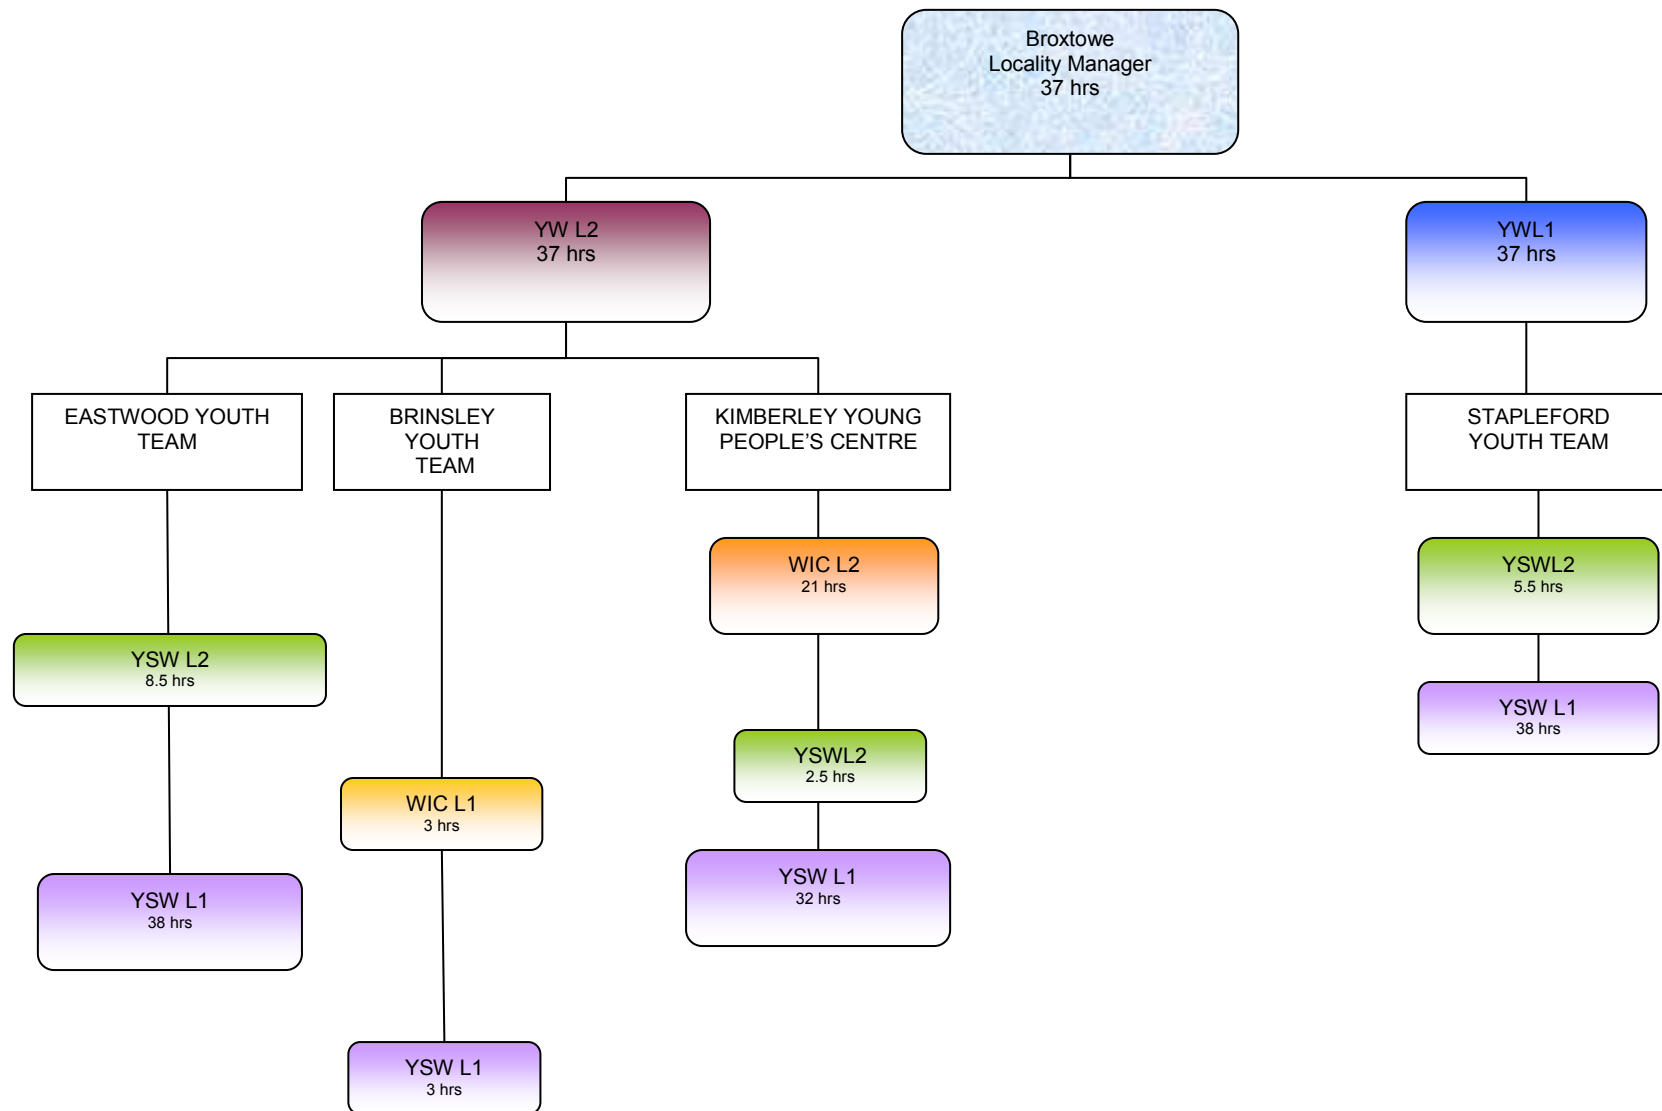 Broxtowe
Locality Manager
37 hrs
YW L2
37 hrs
YWL1
37 hrs
EASTWOOD YOUTH
TEAM
BRINSLEY
YOUTH
TEAM
KIMBERLEY YOUNG
PEOPLE’S CENTRE
STAPLEFORD
YOUTH TEAM
WIC L2
21 hrs
YSWL2
5.5 hrs
YSW L2
8.5 hrs
YSW L1
38 hrs
YSWL2
2.5 hrs
WIC L1
3 hrs
YSW L1
38 hrs
YSW L1
32 hrs
YSW L1
3 hrs